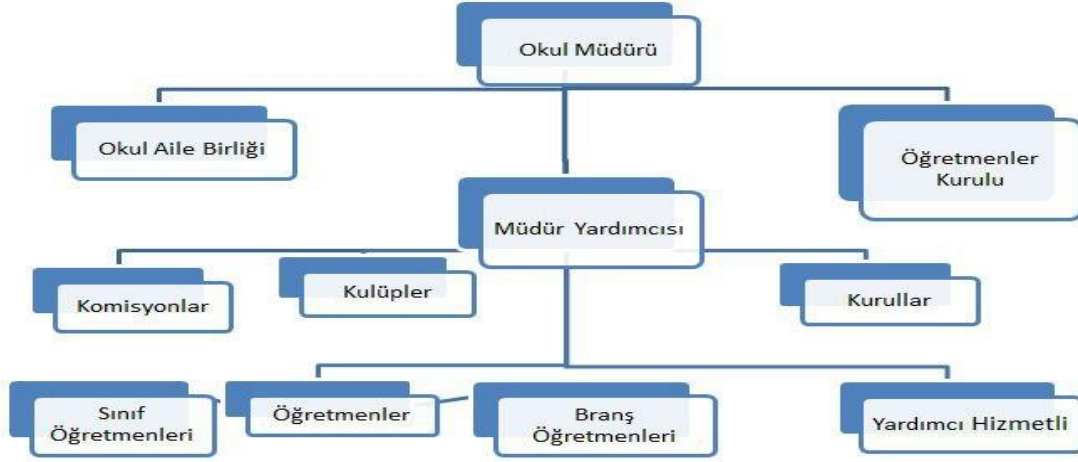 Okul Müdürü
Okul Aile Birliği
Öğretmenler
Kurulu
Müdür Yardımcısı
Komisyonlar
Kulüpler
Kurullar
Sınıf
Öğretmenleri
Öğretmenler
Branş
Öğretmenleri
Yardımcı Hizmetli